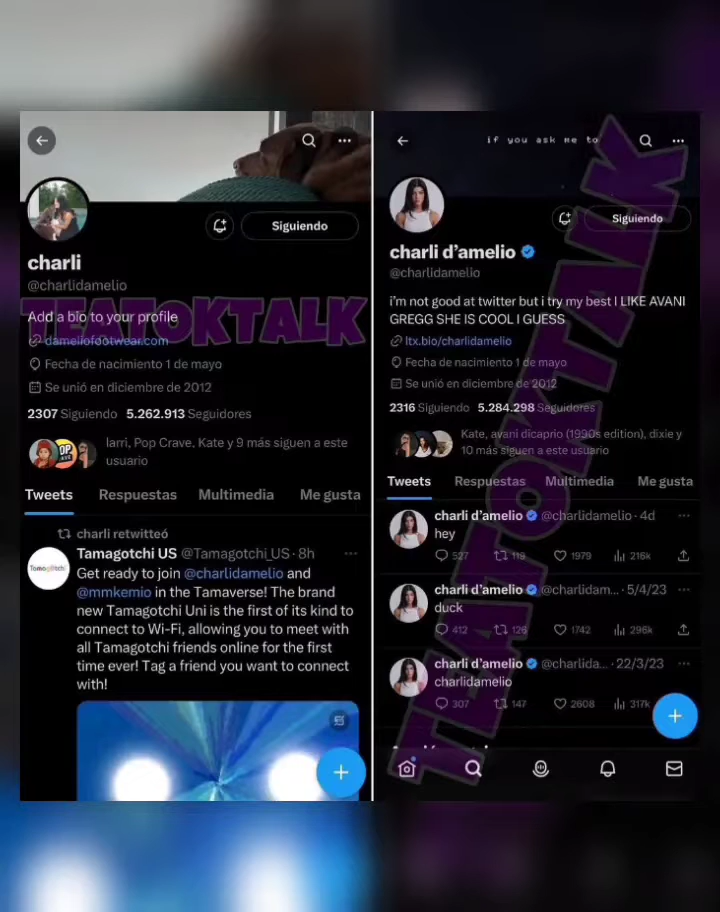 Siguiendo
charli
@charlidamelio
Add a bio to your profile
dameliofootwear.com
Fecha de nacimiento 1 de mayo
Se unió en diciembre de 2012
2307 Siguiendo 5.262.913 Seguidores
larri, Pop Crave, Kate y 9 más siguen a este
usuario
Tweets Respuestas Multimedia Me gusta
charli retwitteó
Tamagotchi US @Tamagotchi_US · 8h
Tamagotchi
Get ready to join @charlidamelio and
@mmkemio in the Tamaverse! The brand
new Tamagotchi Uni is the first of its kind to
connect to Wi-Fi, allowing you to meet with
all Tamagotchi friends online for the first
time ever! Tag a friend you want to connect
with!
TEATOKTALK
if you ask me to
Siguiendo
charli d’amelio
@charlidamelio
i'm not good at twitter but i try my best I LIKE AVANI
GREGG SHE IS COOL I GUESS
ltx.bio/charlidamelio
Fecha de nacimiento 1 de mayo
Se unió en diciembre de 2012
2316 Siguiendo 5.284.298 Seguidores
Kate, avani dicaprio (1990s edition), dixie y
10 más siguen a este usuario
Tweets Respuestas Multimedia Me gusta
charli d’amelio @charlidamelio · 4d
hey
527 119 1979 216k
charli d’amelio @charlidam... · 5/4/23
duck
412 126 1742 296k
charli d’amelio @charlida... · 22/3/23
charlidamelio
307 147 2608 317k
TEATOKTALK